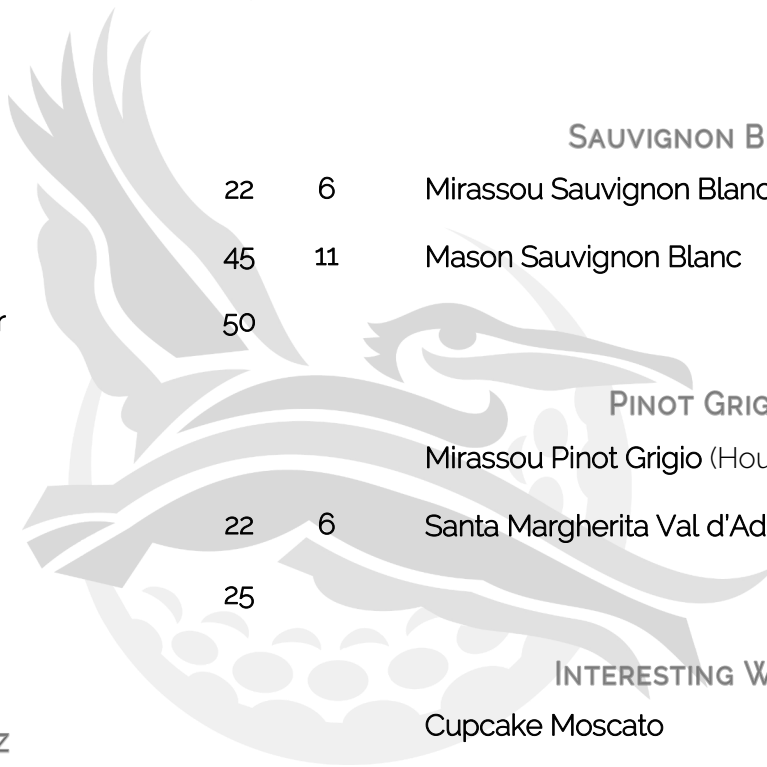 SAUVIGNON B
22 6 Mirassou Sauvignon Blanc
45 11 Mason Sauvignon Blanc
r 50
PINOT GRIG
Mirassou Pinot Grigio (Hou
22 6 Santa Margherita Val d'Ad
25
INTERESTING W
Cupcake Moscato
z